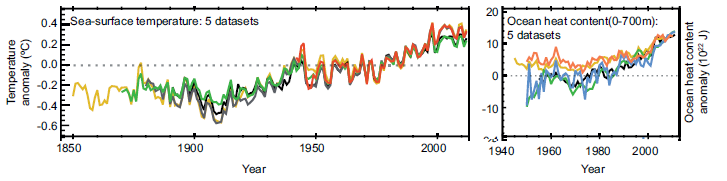 Sea-surface temperature: 5 datasets
Temperature
anomaly (ºC)
0.4
0.2
0.0
-0.2
-0.4
-0.6
1850
1900
1950
2000
Year
Ocean heat content(0-700m):
5 datasets
20
10
0
-10
1940
1960
1980
2000
Year
Ocean heat content
anomaly (10²² J)